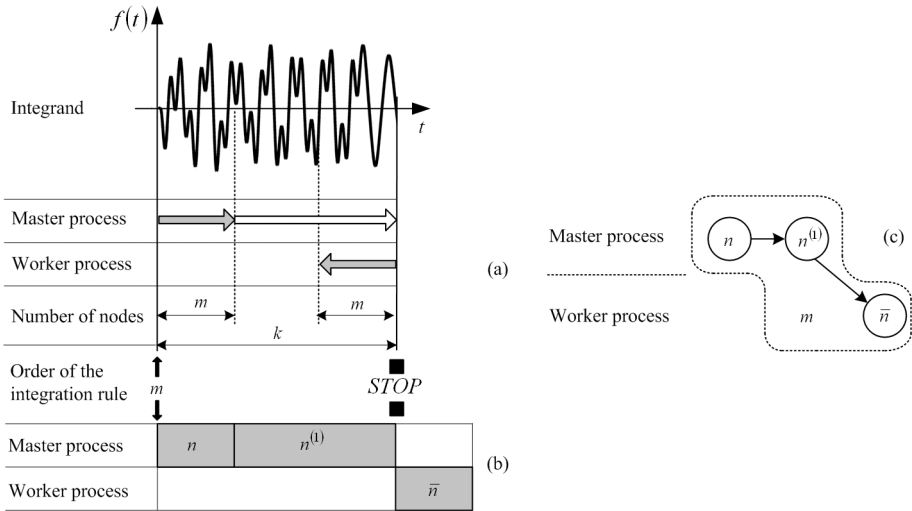 f(t)
Integrand
t
Master process
Worker process
(a)
Number of nodes
m
m
k
Order of the
integration rule
m
STOP
Master process
n
n^(1)
(b)
Worker process
n̄
Master process
n
n^(1)
(c)
Worker process
m
n̄